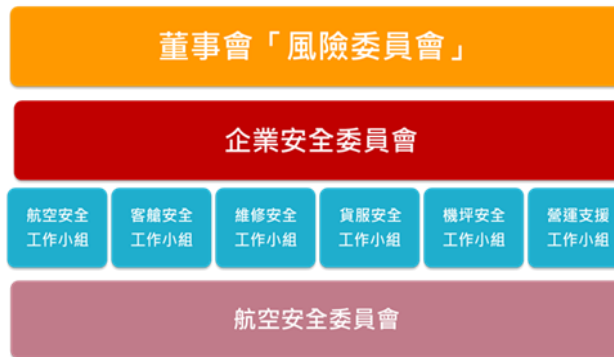 董事會「風險委員會」
企業安全委員會
航空安全
工作小組
客艙安全
工作小組
維修安全
工作小組
貨服安全
工作小組
機坪安全
工作小組
營運支援
工作小組
航空安全委員會